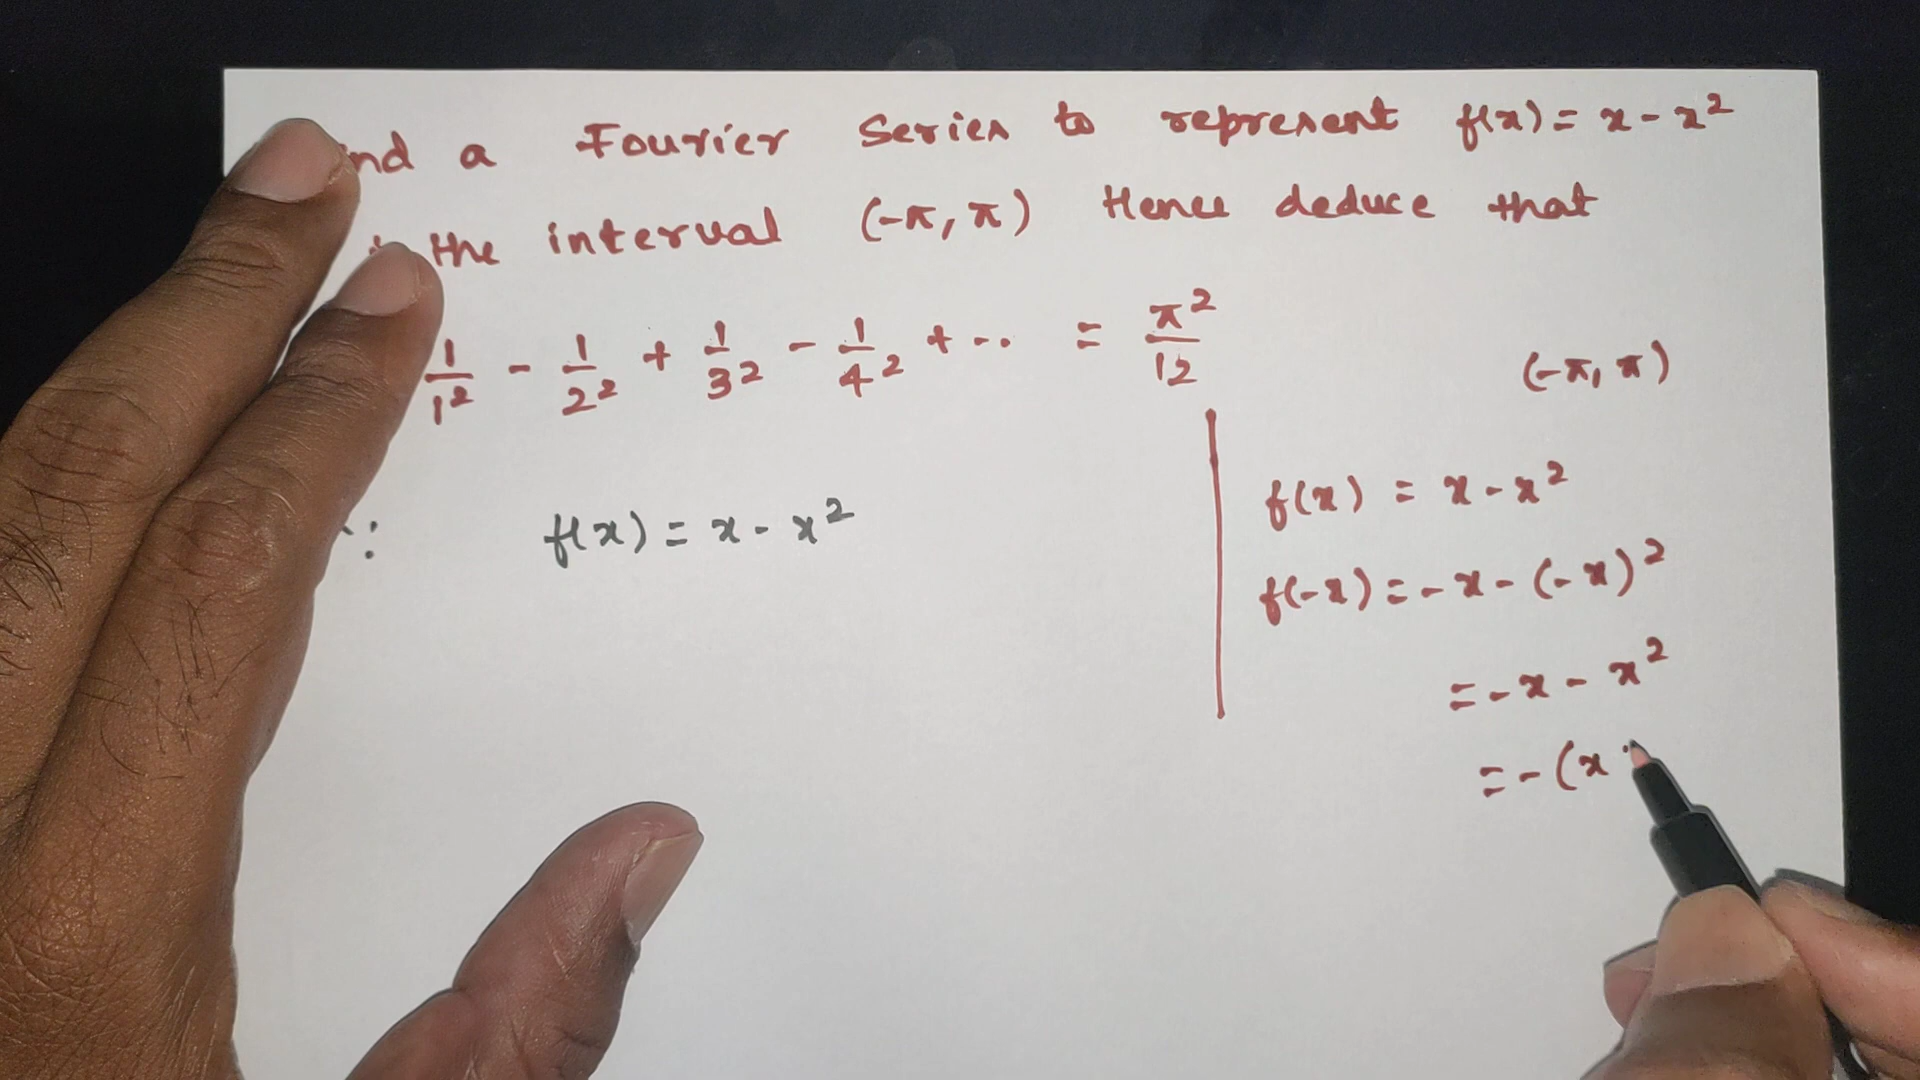 nd a Fourier Series to represent f(x) = x - x²
the interval (-π, π) Hence deduce that
1/1² - 1/2² + 1/3² - 1/4² + .. = π²/12
(-π, π)
∵ f(x) = x - x²
f(x) = x - x²
f(-x) = -x - (-x)²
= -x - x²
= - (x